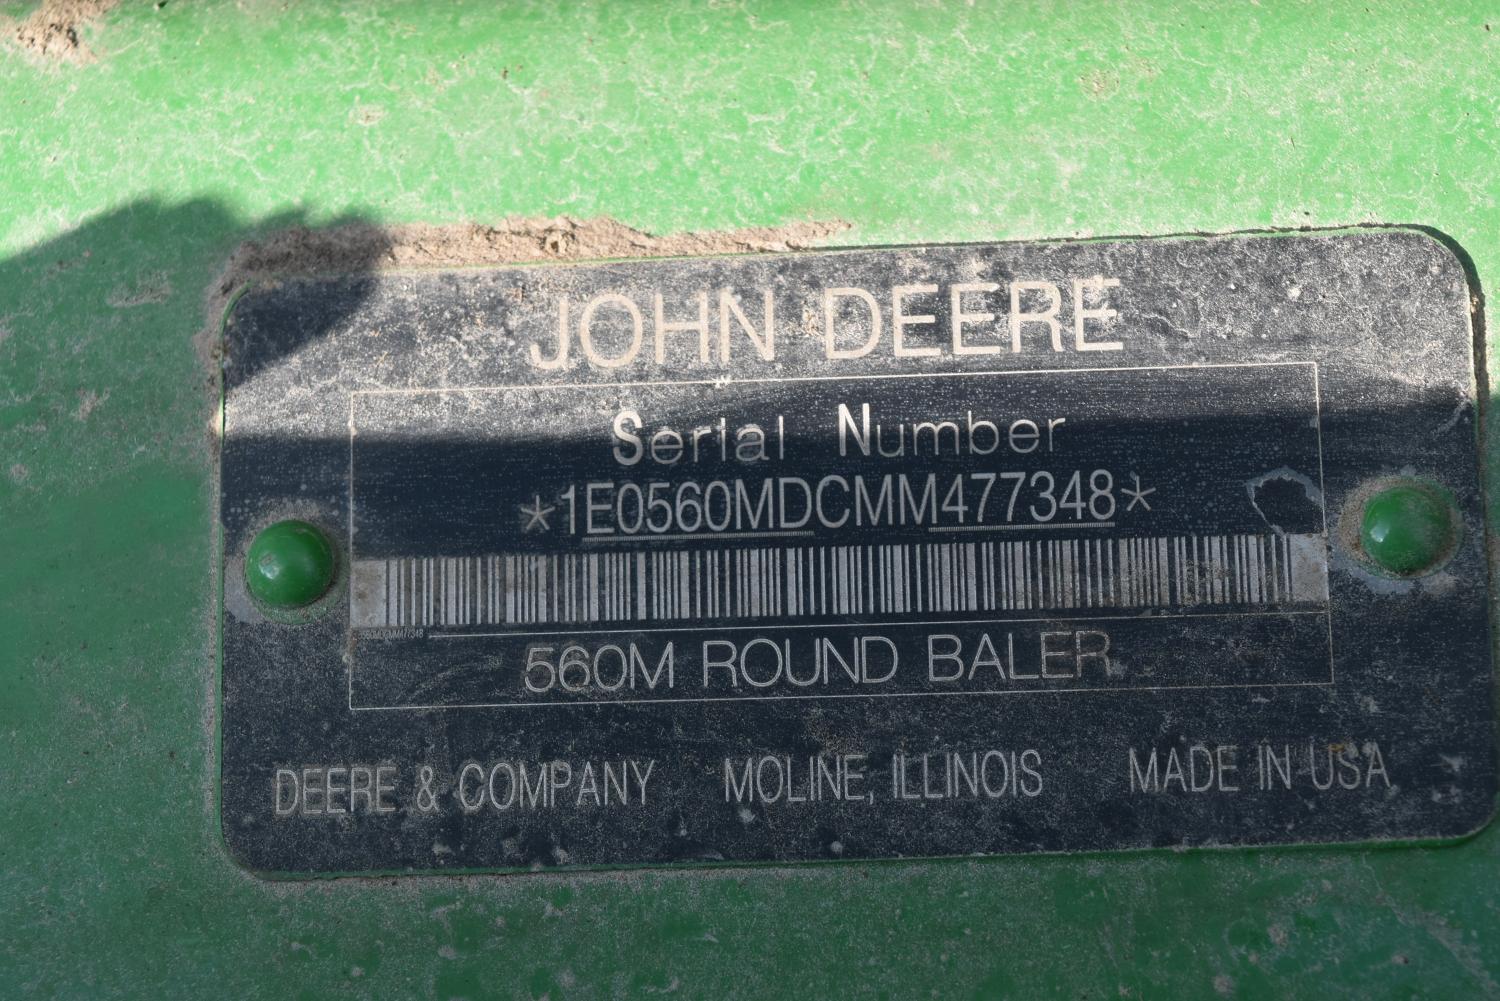 JOHN DEERE
Serial Number
*1E0560MDCMM477348*
560M ROUND BALER
DEERE & COMPANY MOLINE, ILLINOIS MADE IN USA